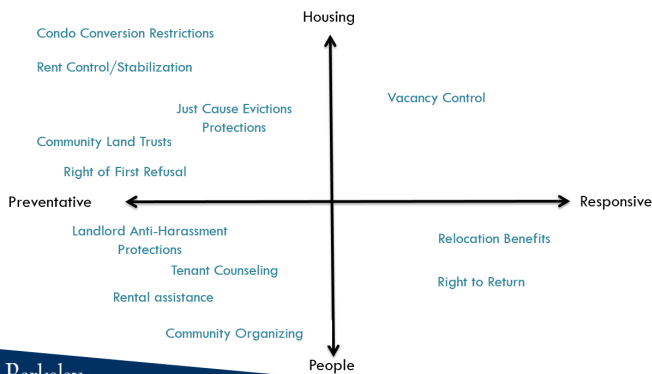 Housing
Condo Conversion Restrictions
Rent Control/Stabilization
Vacancy Control
Just Cause Evictions
Protections
Community Land Trusts
Right of First Refusal
Preventative
Responsive
Landlord Anti-Harassment
Protections
Relocation Benefits
Tenant Counseling
Right to Return
Rental assistance
Community Organizing
People
Berkeley